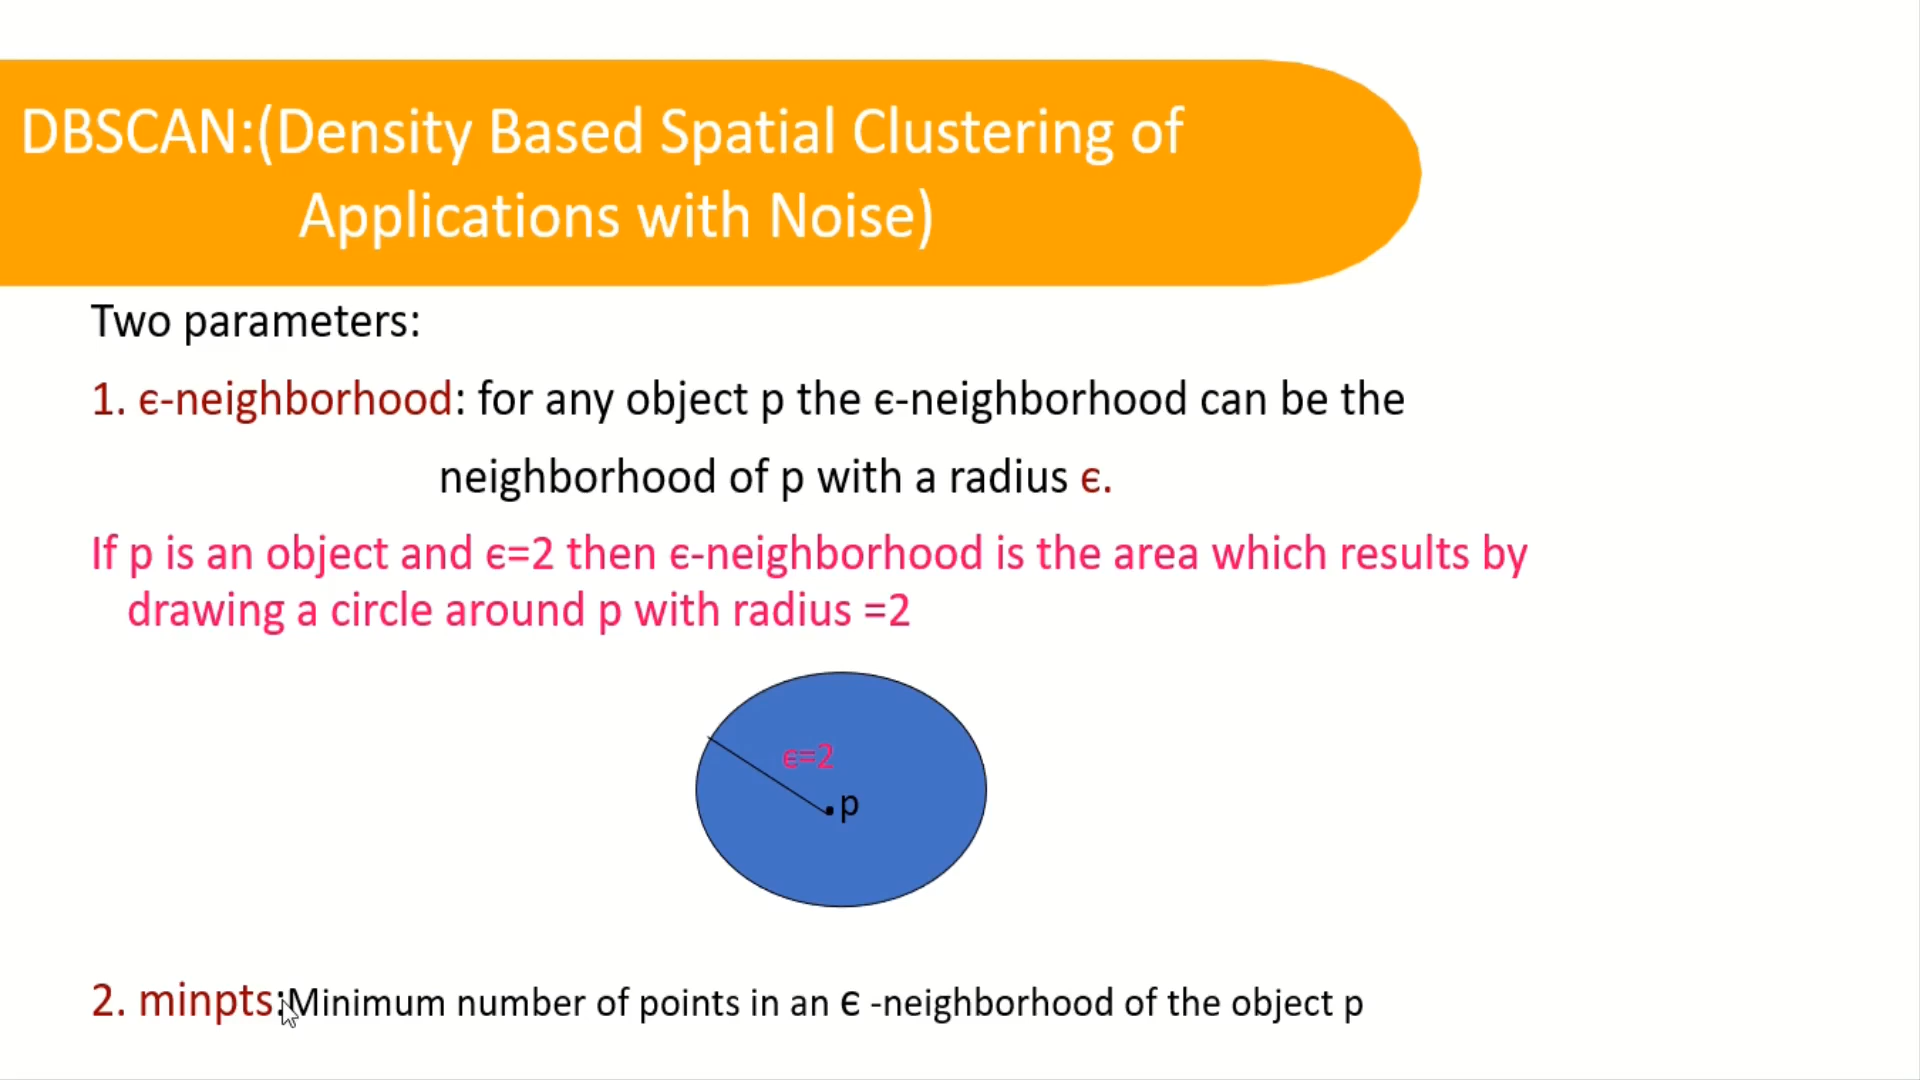 DBSCAN:(Density Based Spatial Clustering of
Applications with Noise)
Two parameters:
1. є-neighborhood: for any object p the є-neighborhood can be the
neighborhood of p with a radius є.
If p is an object and є=2 then є-neighborhood is the area which results by
drawing a circle around p with radius =2
є=2
p
2. minpts:Minimum number of points in an є -neighborhood of the object p